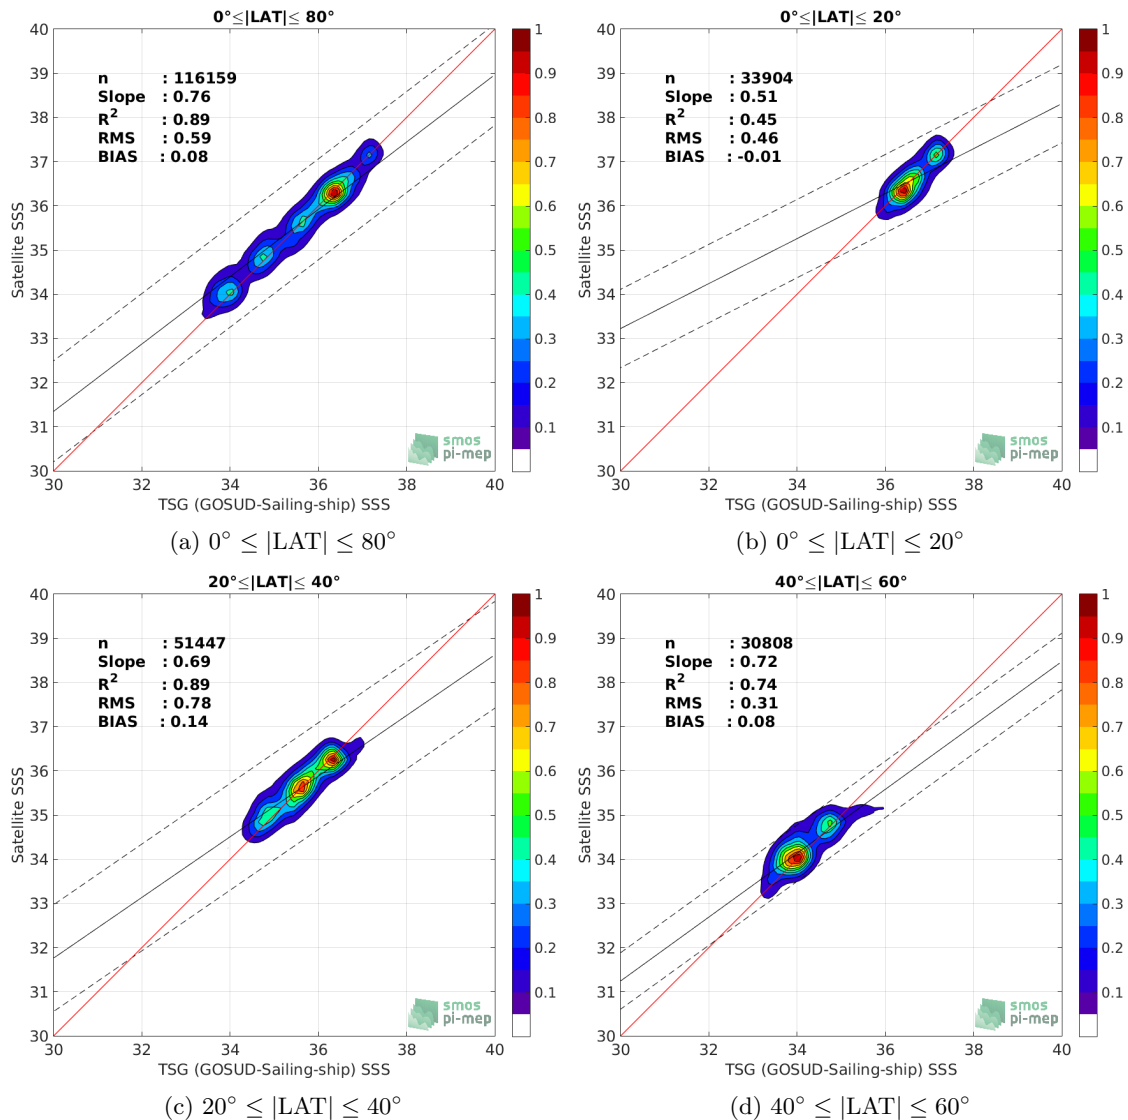 0°≤|LAT|≤ 80°
n : 116159
Slope : 0.76
R² : 0.89
RMS : 0.59
BIAS : 0.08
Satellite SSS
40
39
38
37
36
35
34
33
32
31
30
30 32 34 36 38 40
TSG (GOSUD-Sailing-ship) SSS
1
0.9
0.8
0.7
0.6
0.5
0.4
0.3
0.2
0.1
smos
pi-mep
(a) 0° ≤ |LAT| ≤ 80°
0°≤|LAT|≤ 20°
n : 33904
Slope : 0.51
R² : 0.45
RMS : 0.46
BIAS : -0.01
Satellite SSS
40
39
38
37
36
35
34
33
32
31
30
30 32 34 36 38 40
TSG (GOSUD-Sailing-ship) SSS
1
0.9
0.8
0.7
0.6
0.5
0.4
0.3
0.2
0.1
smos
pi-mep
(b) 0° ≤ |LAT| ≤ 20°
20°≤|LAT|≤ 40°
n : 51447
Slope : 0.69
R² : 0.89
RMS : 0.78
BIAS : 0.14
Satellite SSS
40
39
38
37
36
35
34
33
32
31
30
30 32 34 36 38 40
TSG (GOSUD-Sailing-ship) SSS
1
0.9
0.8
0.7
0.6
0.5
0.4
0.3
0.2
0.1
smos
pi-mep
(c) 20° ≤ |LAT| ≤ 40°
40°≤|LAT|≤ 60°
n : 30808
Slope : 0.72
R² : 0.74
RMS : 0.31
BIAS : 0.08
Satellite SSS
40
39
38
37
36
35
34
33
32
31
30
30 32 34 36 38 40
TSG (GOSUD-Sailing-ship) SSS
1
0.9
0.8
0.7
0.6
0.5
0.4
0.3
0.2
0.1
smos
pi-mep
(d) 40° ≤ |LAT| ≤ 60°